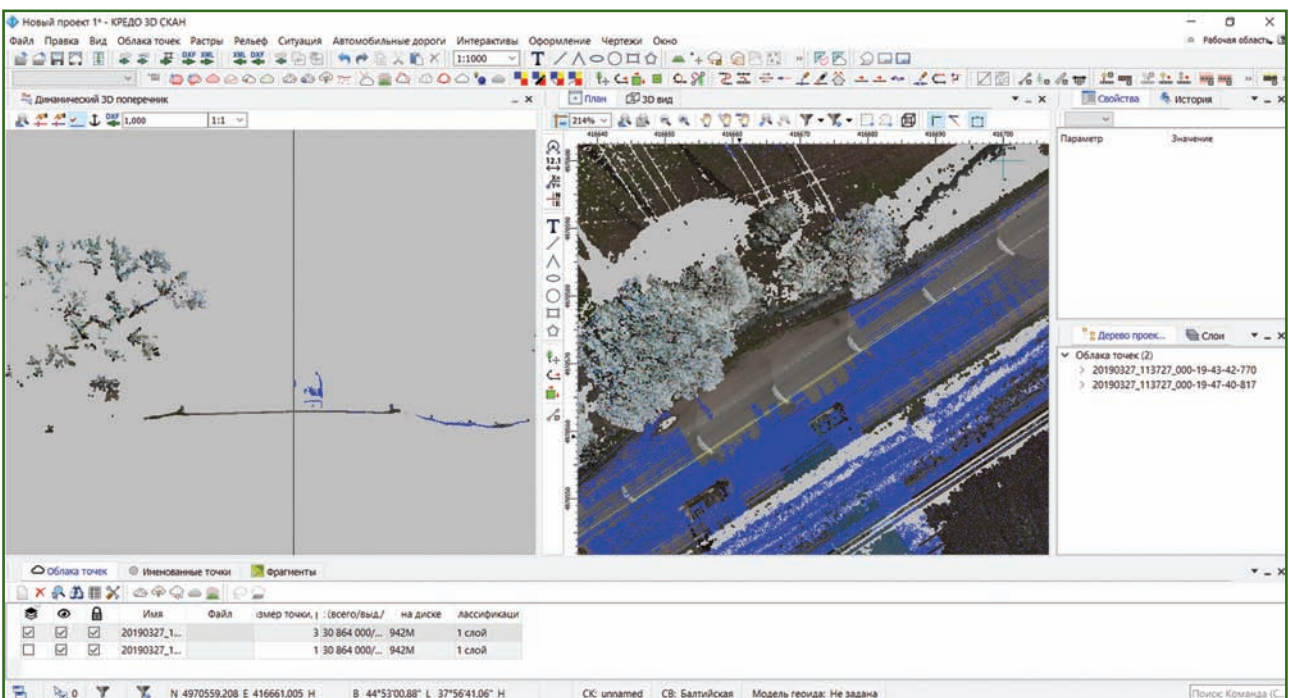 Новый проект 1* - КРЕДО 3D СКАН
Файл Правка Вид Облака точек Растры Рельеф Ситуация Автомобильные дороги Интерактивы Оформление Чертежи Окно
Рабочая область
1:1000
Динамический 3D поперечник
1,000 1:1
План 3D вид
214%
416640 416650 416660 416670 416680 416690 416700
Свойства История
Параметр Значение
Дерево проек... Слои
Облака точек (2)
20190327_113727_000-19-43-42-770
20190327_113727_000-19-47-40-817
Облака точек Именованные точки Фрагменты
Имя Файл змер точки, : (всего/выд./ на диске лассификаци
20190327_1... 3 30 864 000/... 942M 1 слой
20190327_1... 1 30 864 000/... 942M 1 слой
0 N 4970559,208 E 416661,005 H B 44°53'00,88" L 37°56'41,06" H СК: unnamed СВ: Балтийская Модель геоида: Не задана Поиск: Команда (C...